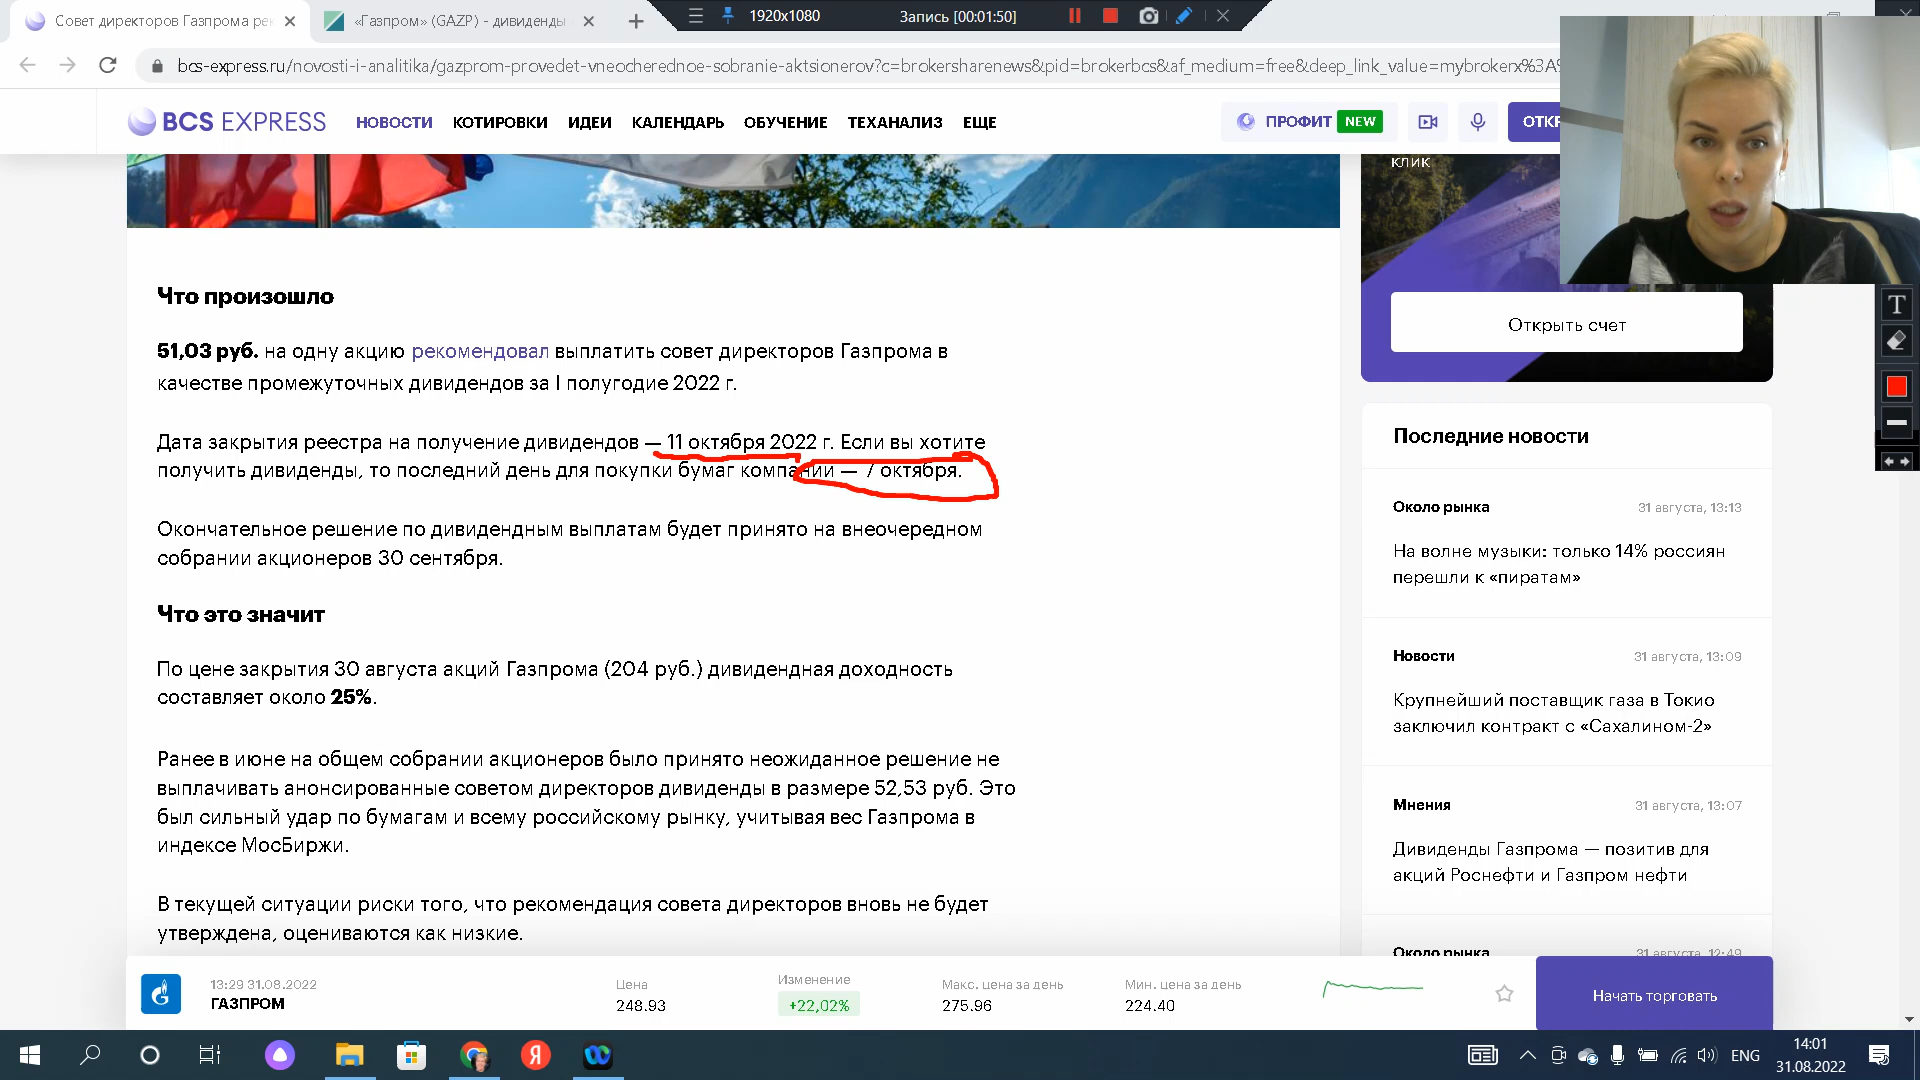 Совет директоров Газпрома рек
«Газпром» (GAZP) - дивиденды
1920x1080
Запись [00:01:50]
bcs-express.ru/novosti-i-analitika/gazprom-provedet-vneocherednoe-sobranie-aktsionerov?c=brokersharenews&pid=brokerbcs&af_medium=free&deep_link_value=mybrokerx%3A%
BCS EXPRESS
НОВОСТИ
КОТИРОВКИ
ИДЕИ
КАЛЕНДАРЬ
ОБУЧЕНИЕ
ТЕХАНАЛИЗ
ЕЩЕ
ПРОФИТ NEW
ОТКР
клик
Открыть счет
Что произошло
51,03 руб. на одну акцию рекомендовал выплатить совет директоров Газпрома в
качестве промежуточных дивидендов за I полугодие 2022 г.
Дата закрытия реестра на получение дивидендов — 11 октября 2022 г. Если вы хотите
получить дивиденды, то последний день для покупки бумаг компании — 7 октября.
Окончательное решение по дивидендным выплатам будет принято на внеочередном
собрании акционеров 30 сентября.
Что это значит
По цене закрытия 30 августа акций Газпрома (204 руб.) дивидендная доходность
составляет около 25%.
Ранее в июне на общем собрании акционеров было принято неожиданное решение не
выплачивать анонсированные советом директоров дивиденды в размере 52,53 руб. Это
был сильный удар по бумагам и всему российскому рынку, учитывая вес Газпрома в
индексе МосБиржи.
В текущей ситуации риски того, что рекомендация совета директоров вновь не будет
утверждена, оцениваются как низкие.
Последние новости
Около рынка
31 августа, 13:13
На волне музыки: только 14% россиян
перешли к «пиратам»
Новости
31 августа, 13:09
Крупнейший поставщик газа в Токио
заключил контракт с «Сахалином-2»
Мнения
31 августа, 13:07
Дивиденды Газпрома — позитив для
акций Роснефти и Газпром нефти
Около рынка
31 августа, 12:49
13:29 31.08.2022
ГАЗПРОМ
Цена
248.93
Изменение
+22,02%
Макс. цена за день
275.96
Мин. цена за день
224.40
Начать торговать
T
ENG
14:01
31.08.2022